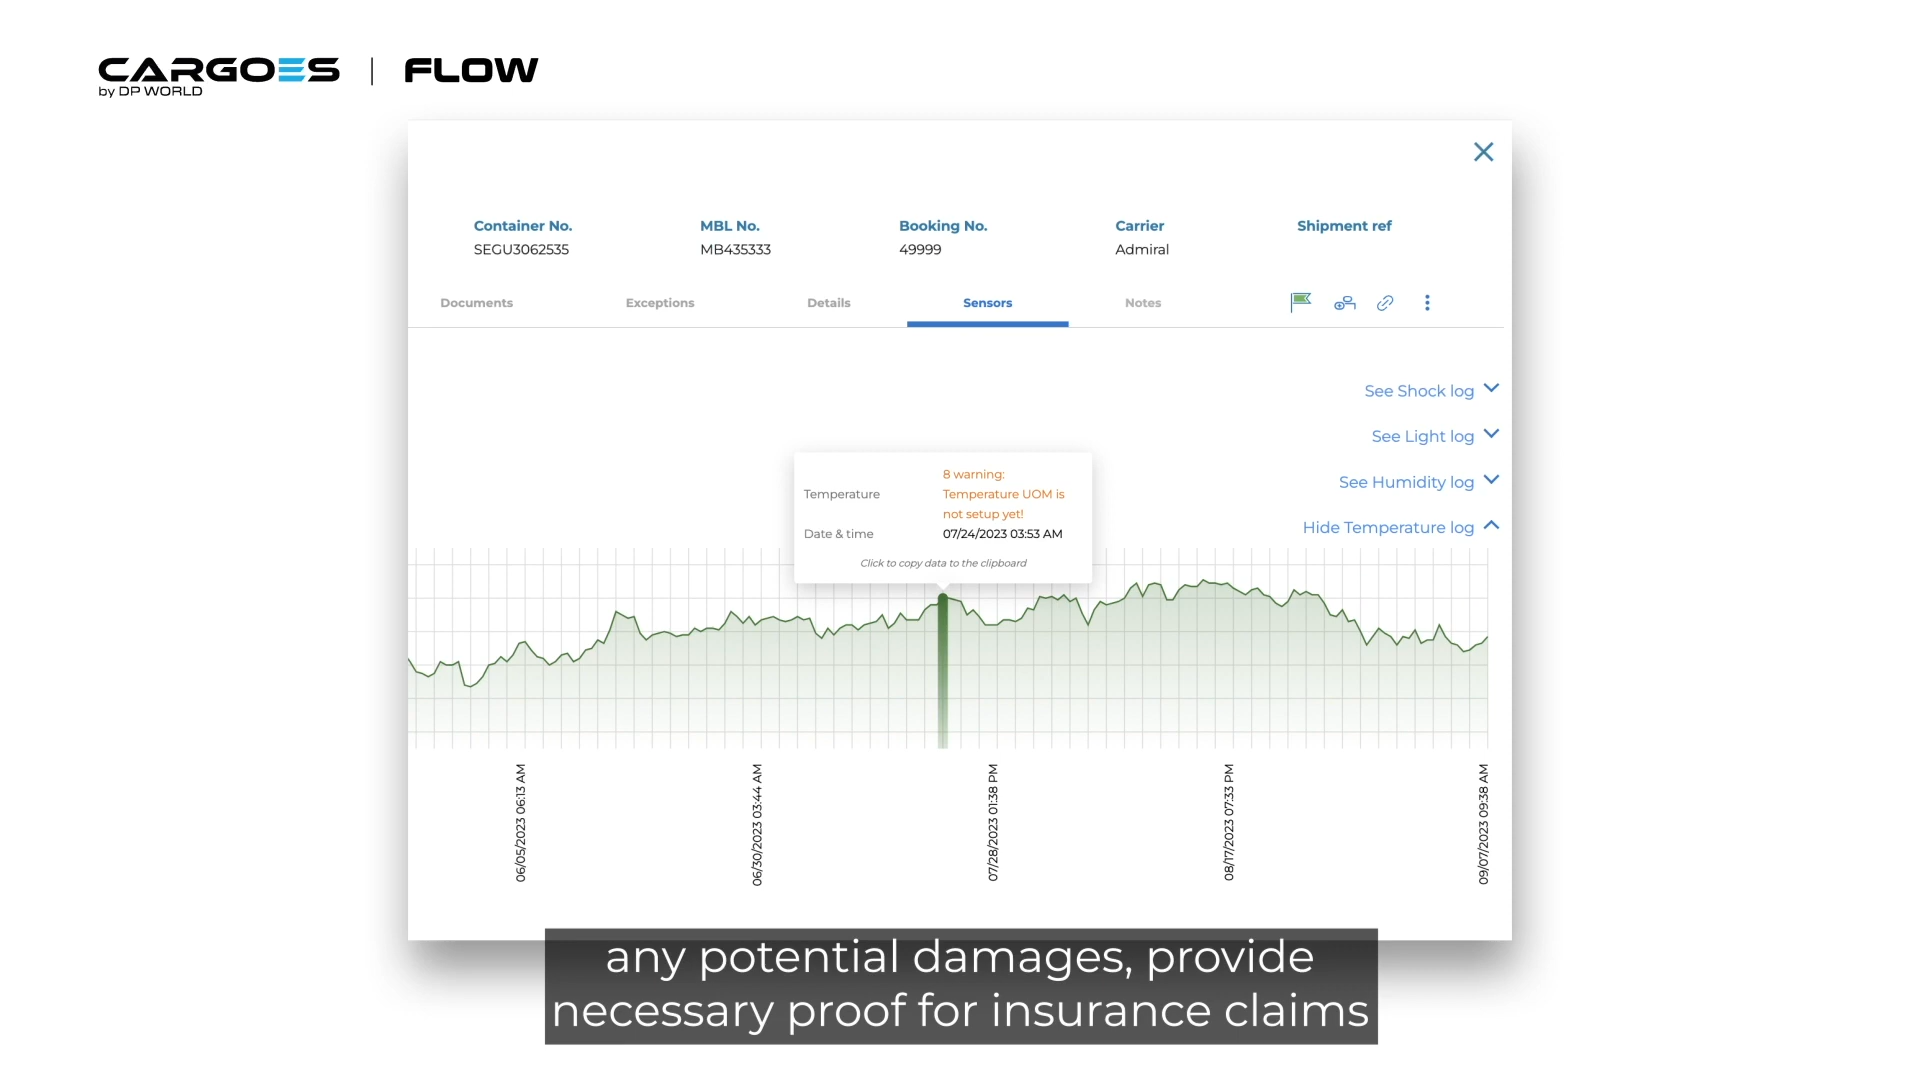 CARGOES | FLOW
by DP WORLD
Container No. MBL No. Booking No. Carrier Shipment ref
SEGU3062535 MB435333 49999 Admiral
Documents Exceptions Details Sensors Notes
See Shock log
See Light log
See Humidity log
Hide Temperature log
8 warning:
Temperature Temperature UOM is
not setup yet!
Date & time 07/24/2023 03:53 AM
Click to copy data to the clipboard
06/05/2023 06:13 AM
06/30/2023 03:44 AM
07/28/2023 01:38 PM
08/17/2023 07:33 PM
09/07/2023 09:38 AM
any potential damages, provide
necessary proof for insurance claims